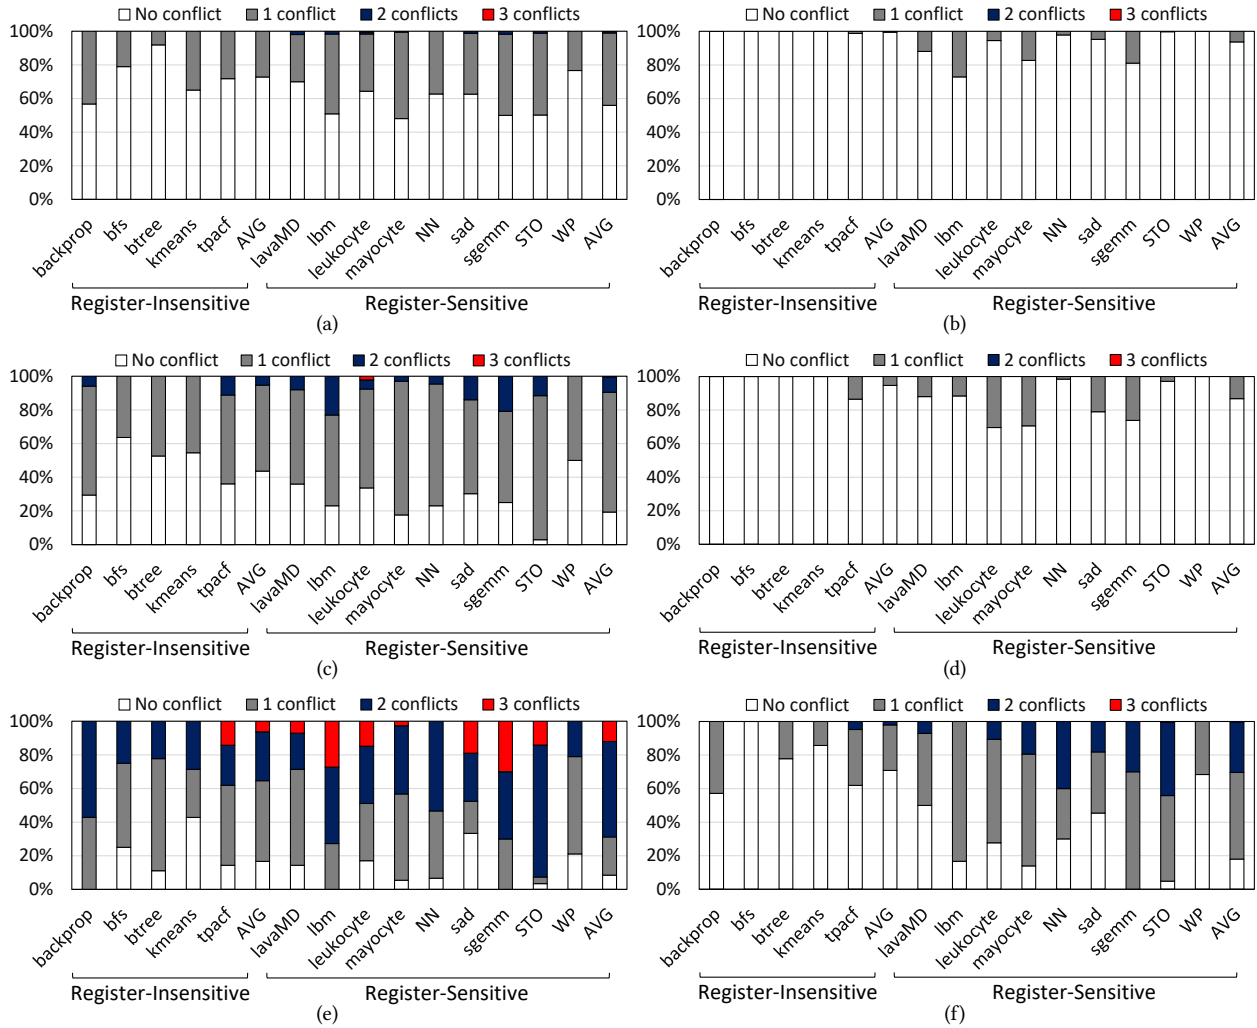 No conflict 1 conflict 2 conflicts 3 conflicts
100%
80%
60%
40%
20%
0%
backprop bfs btree kmeans tpacf AVG lavaMD lbm leukocyte mayocyte NN sad sgemm STO WP AVG
Register-Insensitive Register-Sensitive
(a)
No conflict 1 conflict 2 conflicts 3 conflicts
100%
80%
60%
40%
20%
0%
backprop bfs btree kmeans tpacf AVG lavaMD lbm leukocyte mayocyte NN sad sgemm STO WP AVG
Register-Insensitive Register-Sensitive
(b)
No conflict 1 conflict 2 conflicts 3 conflicts
100%
80%
60%
40%
20%
0%
backprop bfs btree kmeans tpacf AVG lavaMD lbm leukocyte mayocyte NN sad sgemm STO WP AVG
Register-Insensitive Register-Sensitive
(c)
No conflict 1 conflict 2 conflicts 3 conflicts
100%
80%
60%
40%
20%
0%
backprop bfs btree kmeans tpacf AVG lavaMD lbm leukocyte mayocyte NN sad sgemm STO WP AVG
Register-Insensitive Register-Sensitive
(d)
No conflict 1 conflict 2 conflicts 3 conflicts
100%
80%
60%
40%
20%
0%
backprop bfs btree kmeans tpacf AVG lavaMD lbm leukocyte mayocyte NN sad sgemm STO WP AVG
Register-Insensitive Register-Sensitive
(e)
No conflict 1 conflict 2 conflicts 3 conflicts
100%
80%
60%
40%
20%
0%
backprop bfs btree kmeans tpacf AVG lavaMD lbm leukocyte mayocyte NN sad sgemm STO WP AVG
Register-Insensitive Register-Sensitive
(f)